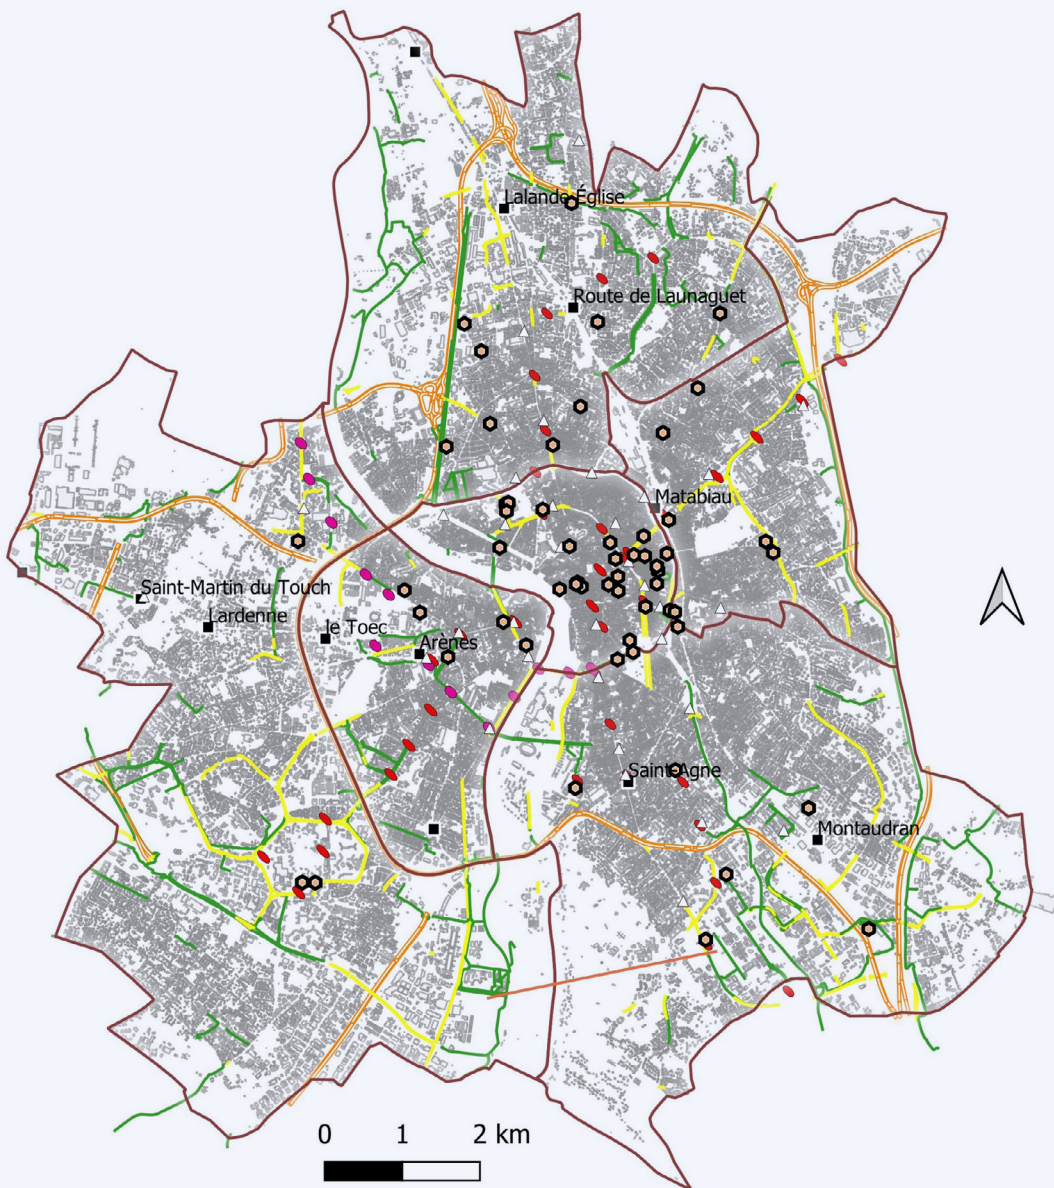 Lalande-Église
Route de Launaguet
Matabiau
Saint-Martin du Touch
Lardenne
le Toec
Arènes
Saint-Agne
Montaudran
0 1 2 km